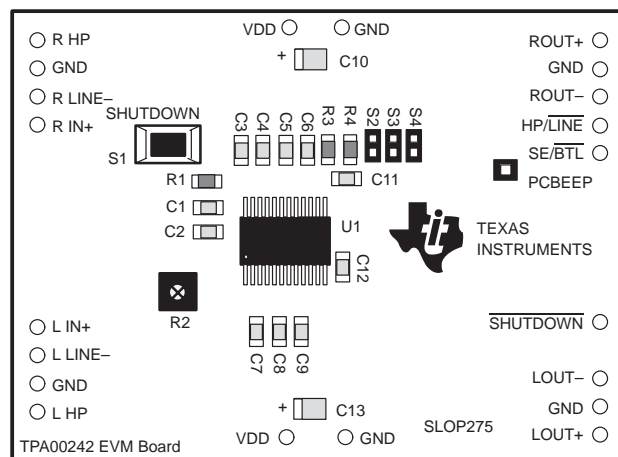 VDD GND
R HP
GND
R LINE–
R IN+
+ C10
ROUT+
GND
ROUT–
HP/LINE
SE/BTL
SHUTDOWN
S1
C3 C4 C5 C6 R3 R4 S2 S3 S4
PCBEEP
R1
C11
C1
C2
U1
TEXAS
INSTRUMENTS
C12
R2
L IN+
L LINE–
GND
L HP
SHUTDOWN
C7 C8 C9
LOUT–
GND
LOUT+
+ C13
SLOP275
TPA00242 EVM Board
VDD GND